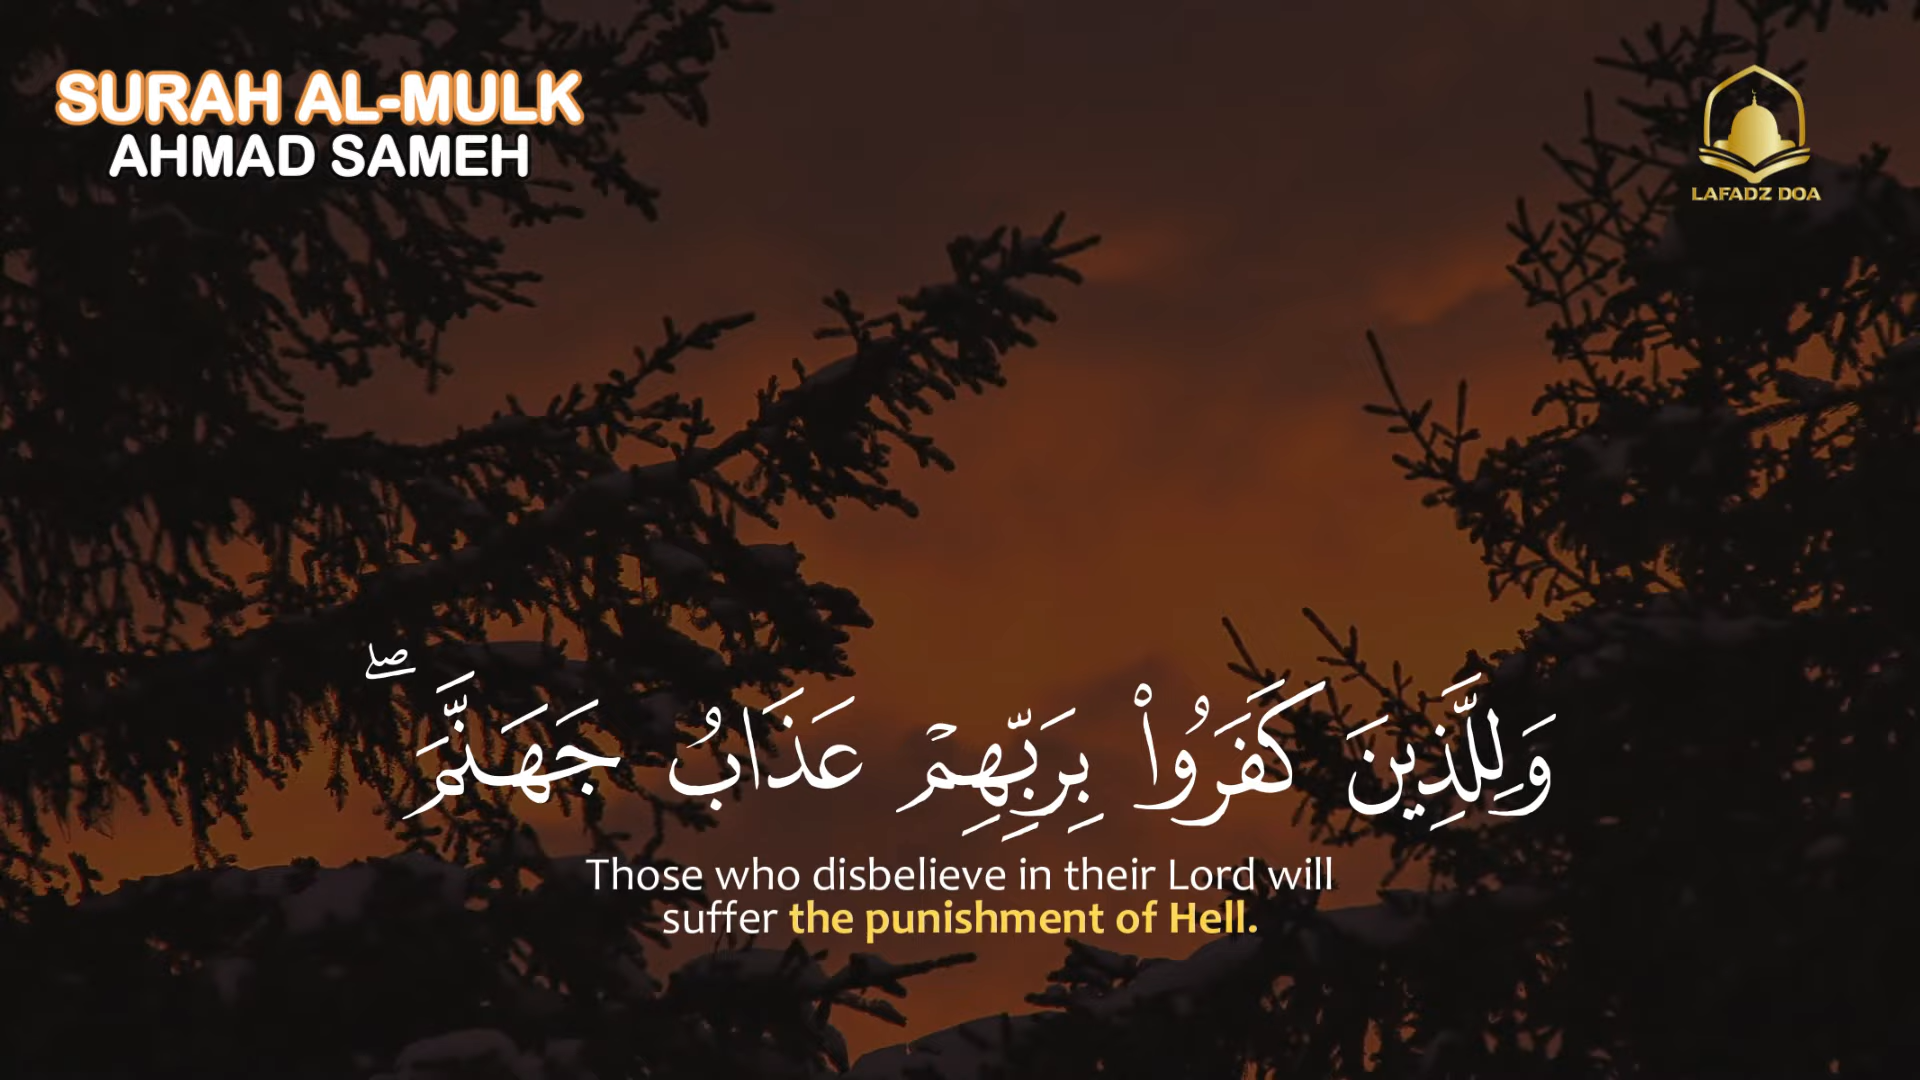 SURAH AL-MULK
AHMAD SAMEH
LAFADZ DOA
وَلِلَّذِينَ كَفَرُوا۟ بِرَبِّهِمْ عَذَابُ جَهَنَّمَ ۖ
Those who disbelieve in their Lord will
suffer the punishment of Hell.